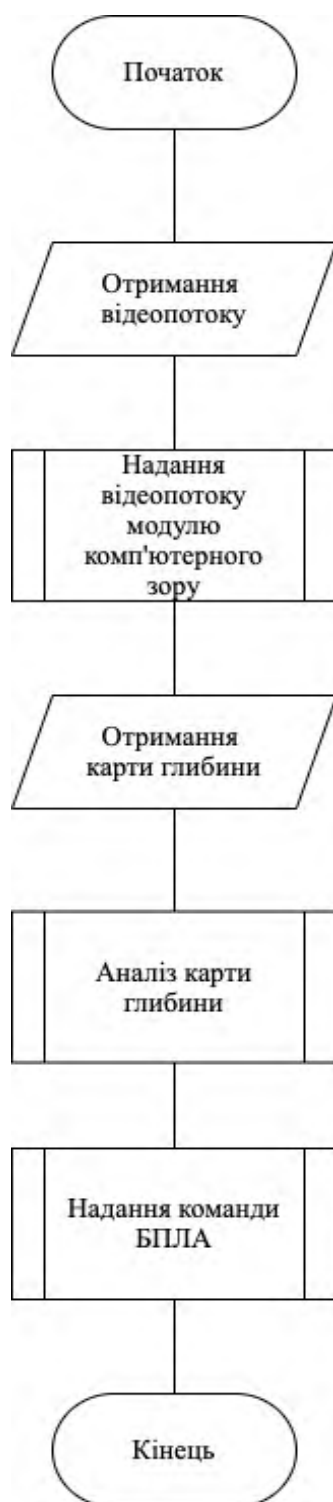 Початок
Отримання
відеопотоку
Надання
відеопотоку
модулю
комп'ютерного
зору
Отримання
карти глибини
Аналіз карти
глибини
Надання команди
БПЛА
Кінець